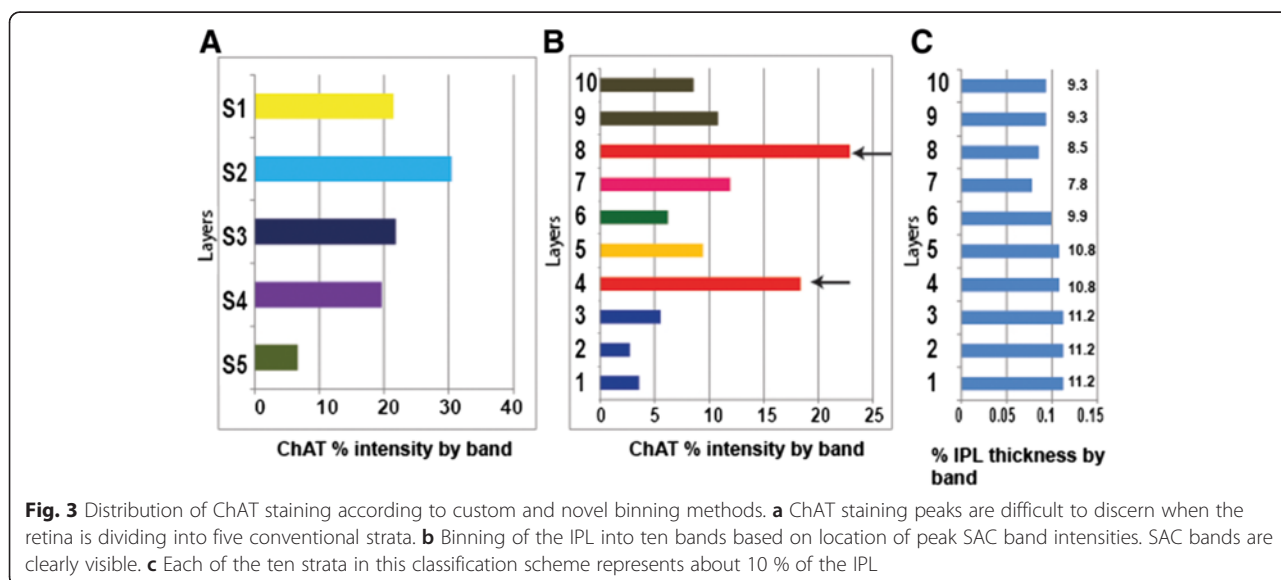 A
S1
S2
S3
S4
S5
Layers
0 10 20 30 40
ChAT % intensity by band
B
10
9
8
7
6
5
4
3
2
1
Layers
0 5 10 15 20 25
ChAT % intensity by band
C
10 9.3
9 9.3
8 8.5
7 7.8
6 9.9
5 10.8
4 10.8
3 11.2
2 11.2
1 11.2
Layers
0 0.05 0.1 0.15
% IPL thickness by
band
Fig. 3 Distribution of ChAT staining according to custom and novel binning methods. a ChAT staining peaks are difficult to discern when the
retina is dividing into five conventional strata. b Binning of the IPL into ten bands based on location of peak SAC band intensities. SAC bands are
clearly visible. c Each of the ten strata in this classification scheme represents about 10 % of the IPL